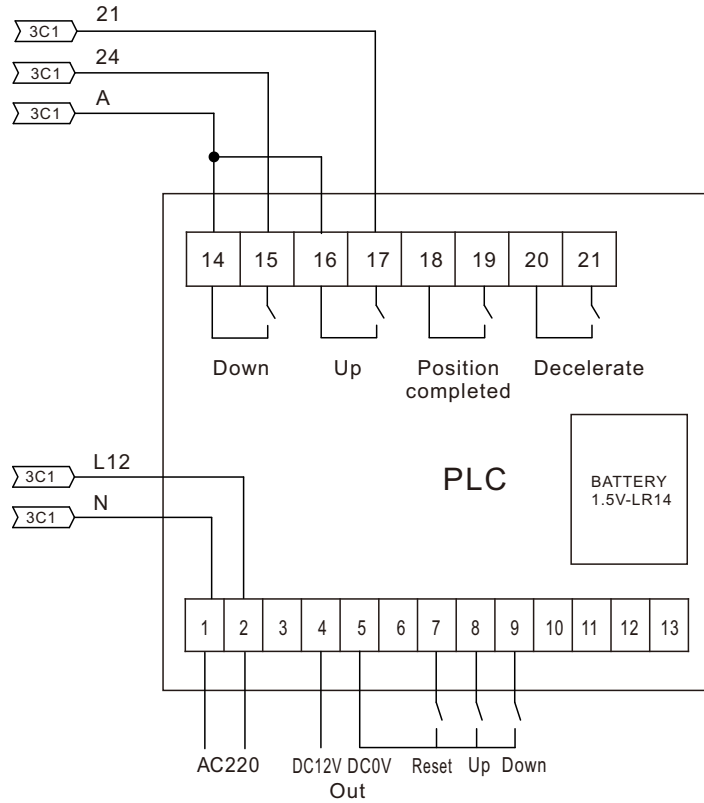 21
3C1
24
3C1
A
3C1
14 15 16 17 18 19 20 21
Down Up Position completed Decelerate
L12
3C1
N
3C1
PLC
BATTERY
1.5V-LR14
1 2 3 4 5 6 7 8 9 10 11 12 13
AC220 DC12V DC0V Reset Up Down
Out